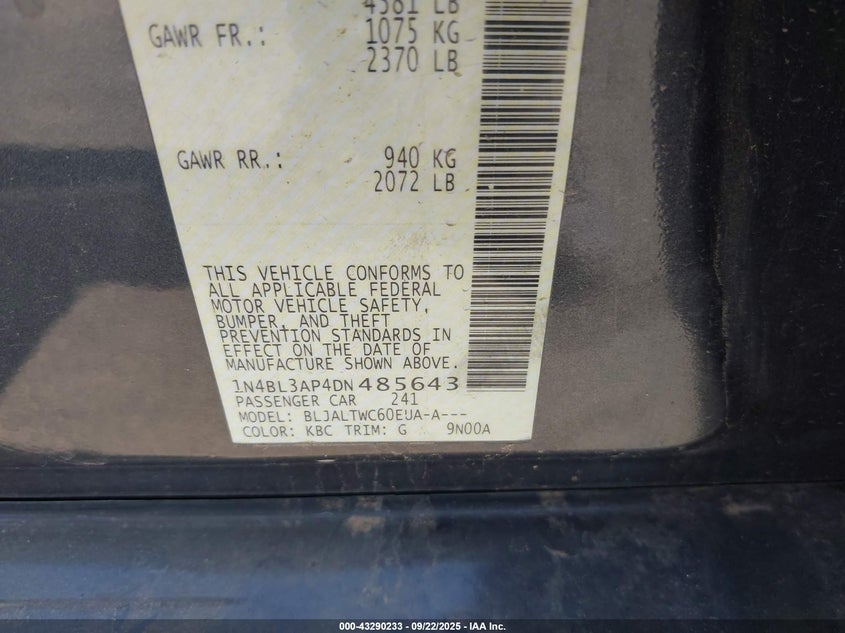 4581 LB
GAWR FR.: 1075 KG
2370 LB
GAWR RR.: 940 KG
2072 LB
THIS VEHICLE CONFORMS TO
ALL APPLICABLE FEDERAL
MOTOR VEHICLE SAFETY,
BUMPER, AND THEFT
PREVENTION STANDARDS IN
EFFECT ON THE DATE OF
MANUFACTURE SHOWN ABOVE.
1N4BL3AP4DN485643
PASSENGER CAR 241
MODEL: BLJALTWC60EUA-A---
COLOR: KBC TRIM: G 9N00A
000-43290233 - 09/22/2025 - IAA Inc.